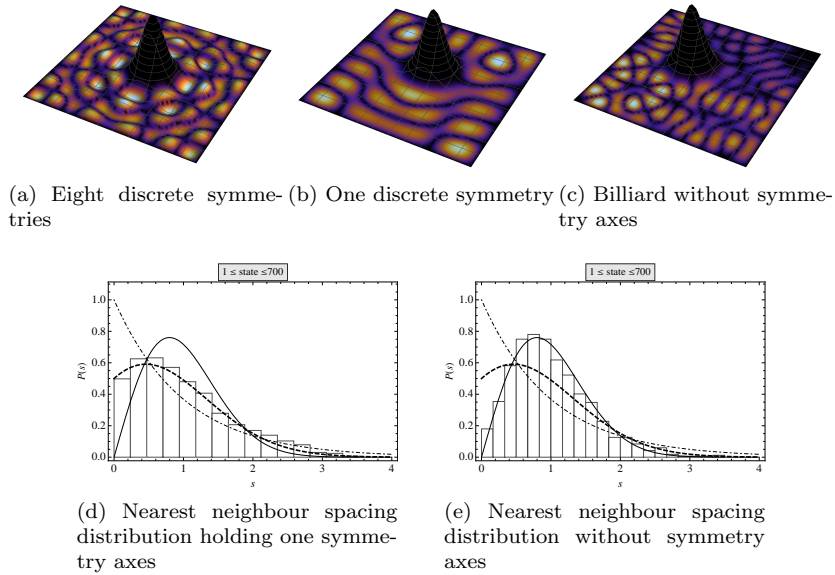 (a) Eight discrete symme-
tries
(b) One discrete symmetry
(c) Billiard without symme-
try axes
1 ≤ state ≤700
P(s)
1.0
0.8
0.6
0.4
0.2
0.0
0 1 2 3 4
s
1 ≤ state ≤700
P(s)
1.0
0.8
0.6
0.4
0.2
0.0
0 1 2 3 4
s
(d) Nearest neighbour spacing
distribution holding one symme-
try axes
(e) Nearest neighbour spacing
distribution without symmetry
axes